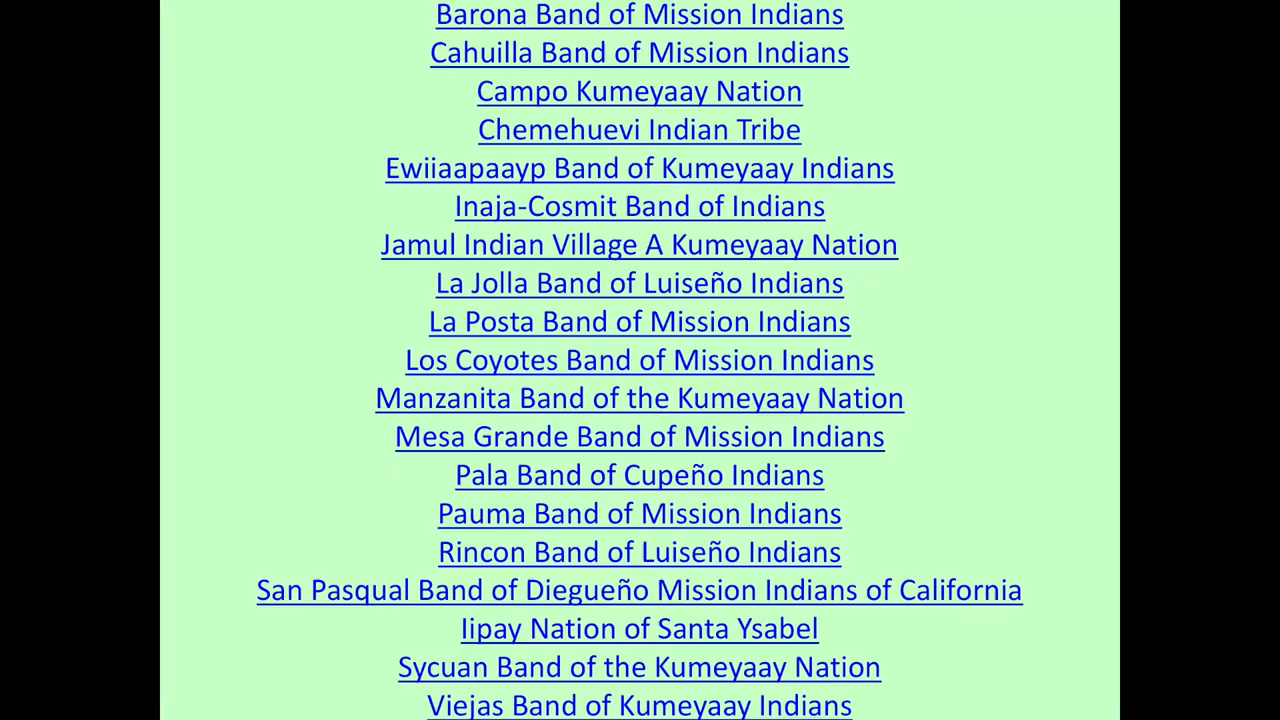 Barona Band of Mission Indians
Cahuilla Band of Mission Indians
Campo Kumeyaay Nation
Chemehuevi Indian Tribe
Ewiiaapaayp Band of Kumeyaay Indians
Inaja-Cosmit Band of Indians
Jamul Indian Village A Kumeyaay Nation
La Jolla Band of Luiseño Indians
La Posta Band of Mission Indians
Los Coyotes Band of Mission Indians
Manzanita Band of the Kumeyaay Nation
Mesa Grande Band of Mission Indians
Pala Band of Cupeño Indians
Pauma Band of Mission Indians
Rincon Band of Luiseño Indians
San Pasqual Band of Diegueño Mission Indians of California
Iipay Nation of Santa Ysabel
Sycuan Band of the Kumeyaay Nation
Viejas Band of Kumeyaay Indians